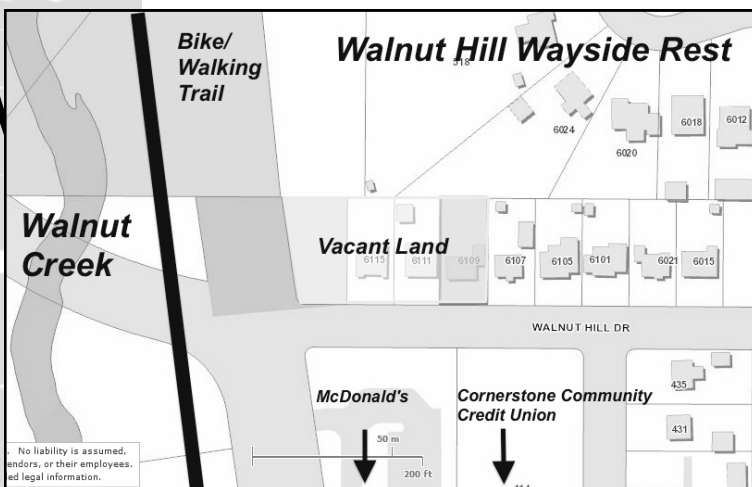 Bike/
Walking
Trail
Walnut Hill Wayside Rest
518
6024
6020
6018
6012
Walnut
Creek
Vacant Land
6115
6111
6109
6107
6105
6101
6021
6015
WALNUT HILL DR
McDonald's
Cornerstone Community
Credit Union
435
431
50 m
200 ft
. No liability is assumed,
endors, or their employees.
ed legal information.